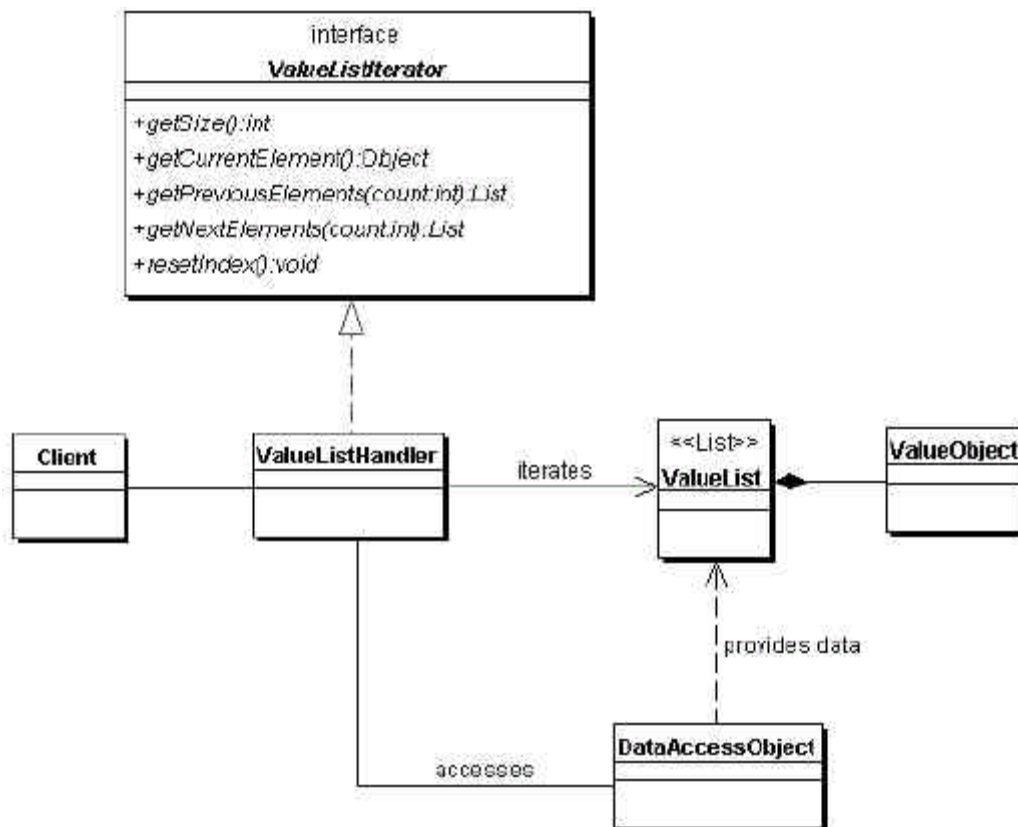 interface
ValueListIterator
+getSize():int
+getCurrentElement():Object
+getPreviousElements(count:int):List
+getNextElements(count:int):List
+resetIndex():void
Client
ValueListHandler
iterates
<<List>>
ValueList
ValueObject
provides data
DataAccessObject
accesses